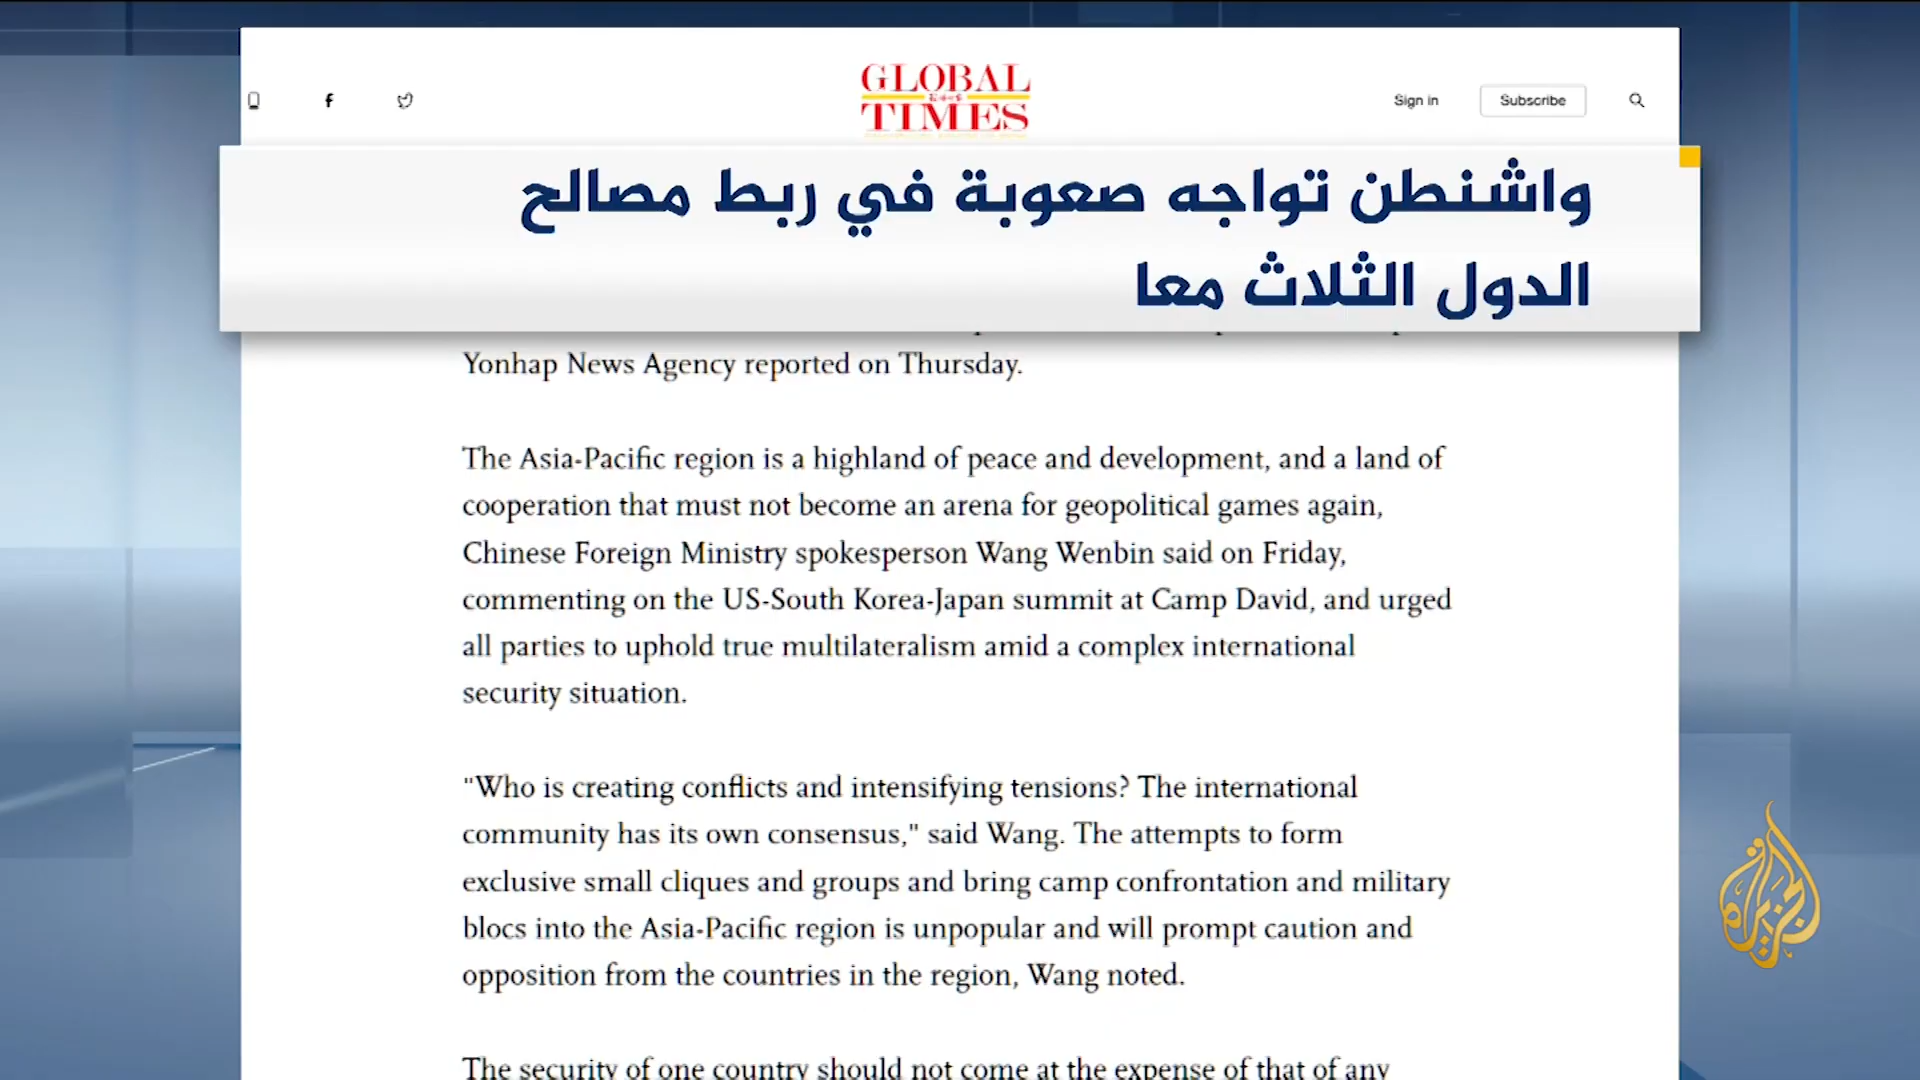 GLOBAL
TIMES
Sign in
Subscribe
واشنطن تواجه صعوبة في ربط مصالح
الدول الثلاث معا
Yonhap News Agency reported on Thursday.
The Asia-Pacific region is a highland of peace and development, and a land of
cooperation that must not become an arena for geopolitical games again,
Chinese Foreign Ministry spokesperson Wang Wenbin said on Friday,
commenting on the US-South Korea-Japan summit at Camp David, and urged
all parties to uphold true multilateralism amid a complex international
security situation.
"Who is creating conflicts and intensifying tensions? The international
community has its own consensus," said Wang. The attempts to form
exclusive small cliques and groups and bring camp confrontation and military
blocs into the Asia-Pacific region is unpopular and will prompt caution and
opposition from the countries in the region, Wang noted.
The security of one country should not come at the expense of that of any
الجزيرة